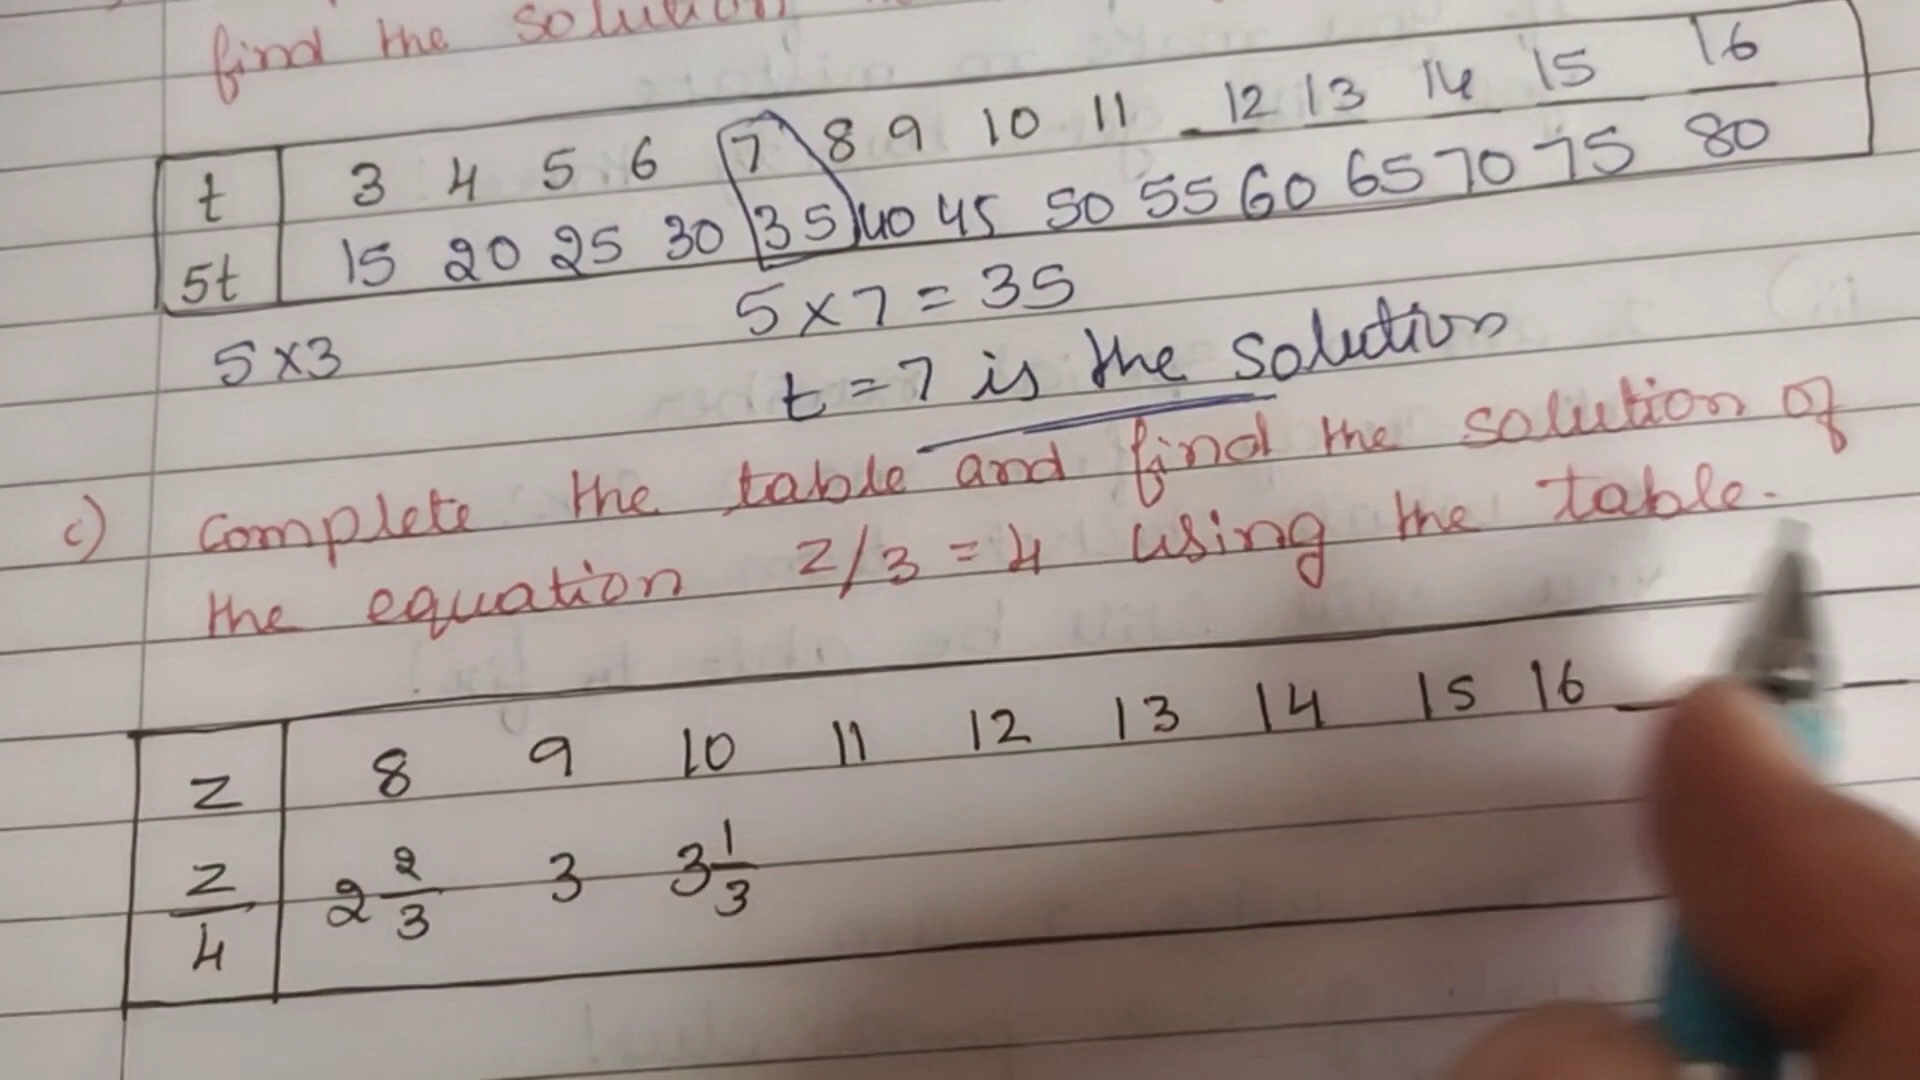 find the solution
t 3 4 5 6 7 8 9 10 11 12 13 14 15 16
5t 15 20 25 30 35 40 45 50 55 60 65 70 75 80
5×3 5×7=35
t=7 is the solution
c) Complete the table and find the solution of
the equation z/3=4 using the table.
z 8 9 10 11 12 13 14 15 16
z/4 2 2/3 3 3 1/3